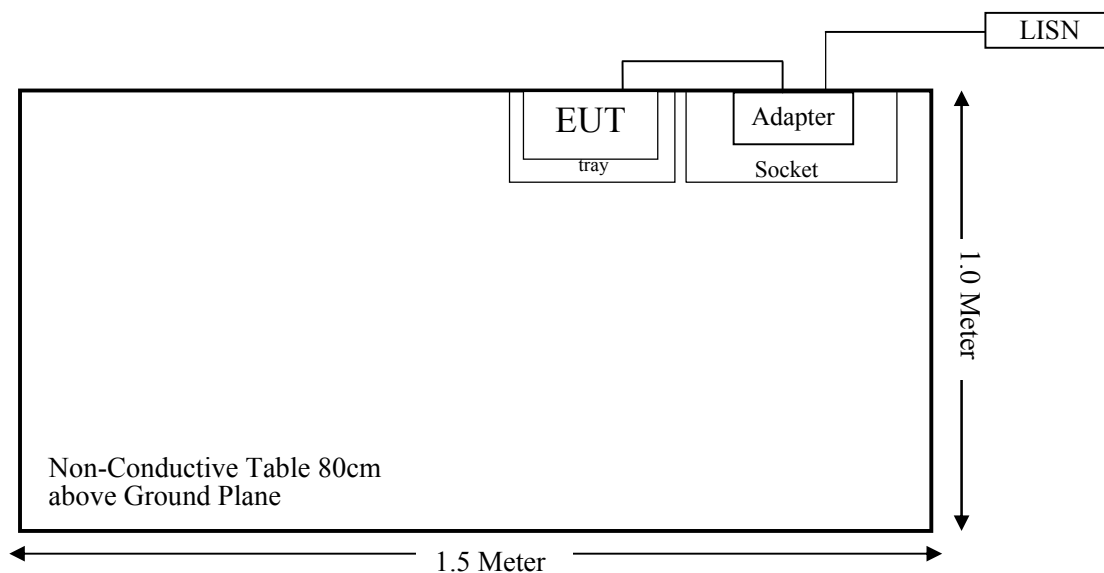 LISN
EUT
Adapter
tray
Socket
1.0 Meter
Non-Conductive Table 80cm
above Ground Plane
1.5 Meter